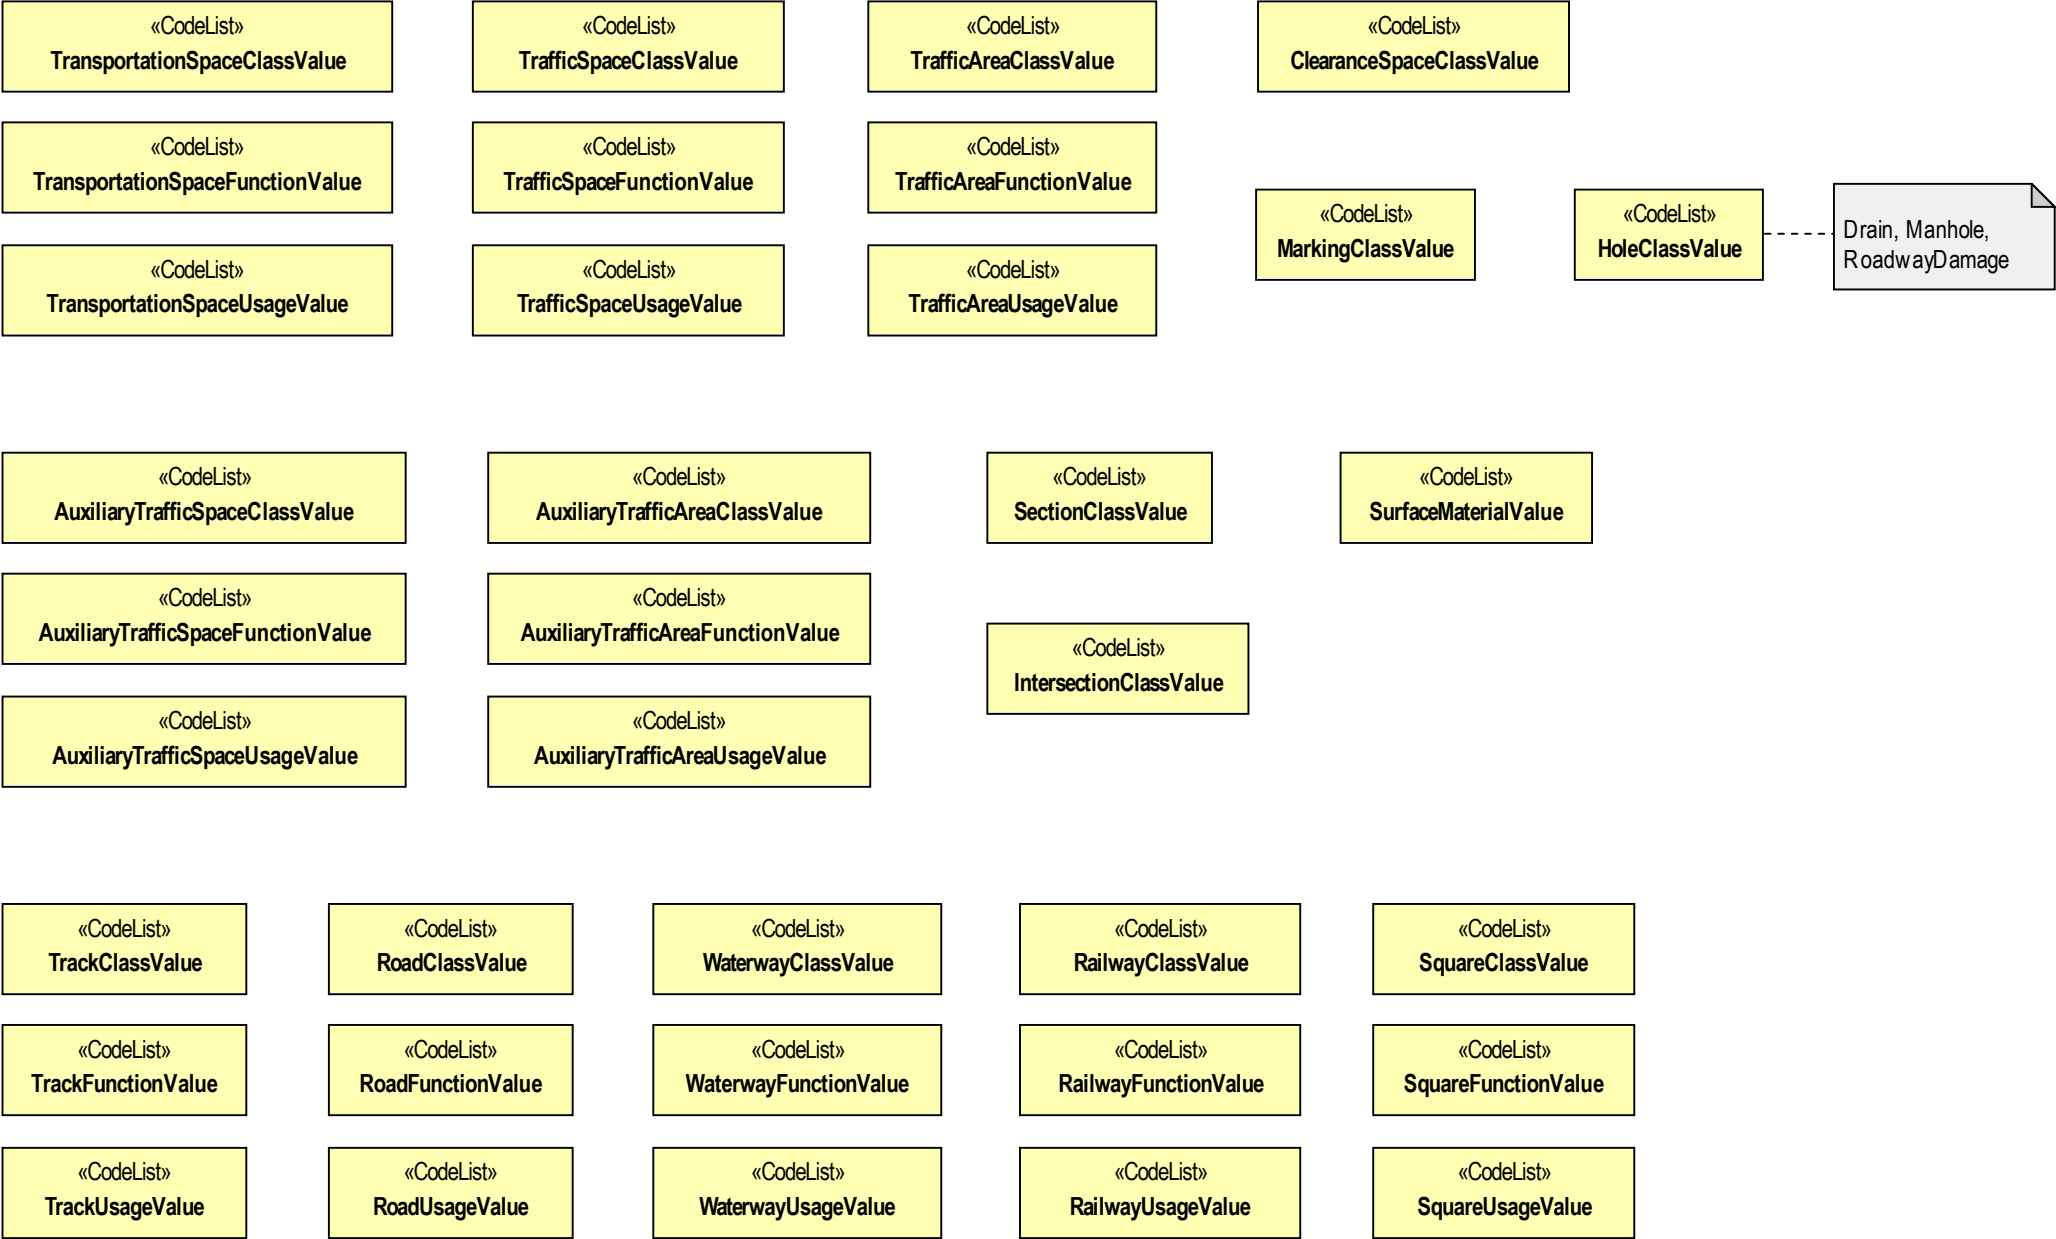 «CodeList»
TransportationSpaceClassValue
«CodeList»
TrafficSpaceClassValue
«CodeList»
TrafficAreaClassValue
«CodeList»
ClearanceSpaceClassValue
«CodeList»
TransportationSpaceFunctionValue
«CodeList»
TrafficSpaceFunctionValue
«CodeList»
TrafficAreaFunctionValue
«CodeList»
MarkingClassValue
«CodeList»
HoleClassValue
Drain, Manhole,
RoadwayDamage
«CodeList»
TransportationSpaceUsageValue
«CodeList»
TrafficSpaceUsageValue
«CodeList»
TrafficAreaUsageValue
«CodeList»
AuxiliaryTrafficSpaceClassValue
«CodeList»
AuxiliaryTrafficAreaClassValue
«CodeList»
SectionClassValue
«CodeList»
SurfaceMaterialValue
«CodeList»
AuxiliaryTrafficSpaceFunctionValue
«CodeList»
AuxiliaryTrafficAreaFunctionValue
«CodeList»
IntersectionClassValue
«CodeList»
AuxiliaryTrafficSpaceUsageValue
«CodeList»
AuxiliaryTrafficAreaUsageValue
«CodeList»
TrackClassValue
«CodeList»
RoadClassValue
«CodeList»
WaterwayClassValue
«CodeList»
RailwayClassValue
«CodeList»
SquareClassValue
«CodeList»
TrackFunctionValue
«CodeList»
RoadFunctionValue
«CodeList»
WaterwayFunctionValue
«CodeList»
RailwayFunctionValue
«CodeList»
SquareFunctionValue
«CodeList»
TrackUsageValue
«CodeList»
RoadUsageValue
«CodeList»
WaterwayUsageValue
«CodeList»
RailwayUsageValue
«CodeList»
SquareUsageValue